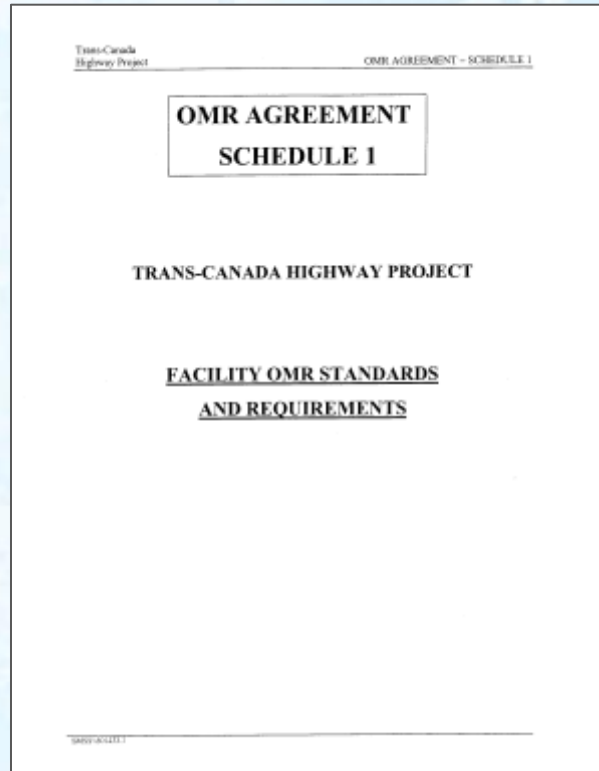 Trans-Canada
Highway Project
OMR AGREEMENT – SCHEDULE 1
OMR AGREEMENT
SCHEDULE 1
TRANS-CANADA HIGHWAY PROJECT
FACILITY OMR STANDARDS
AND REQUIREMENTS